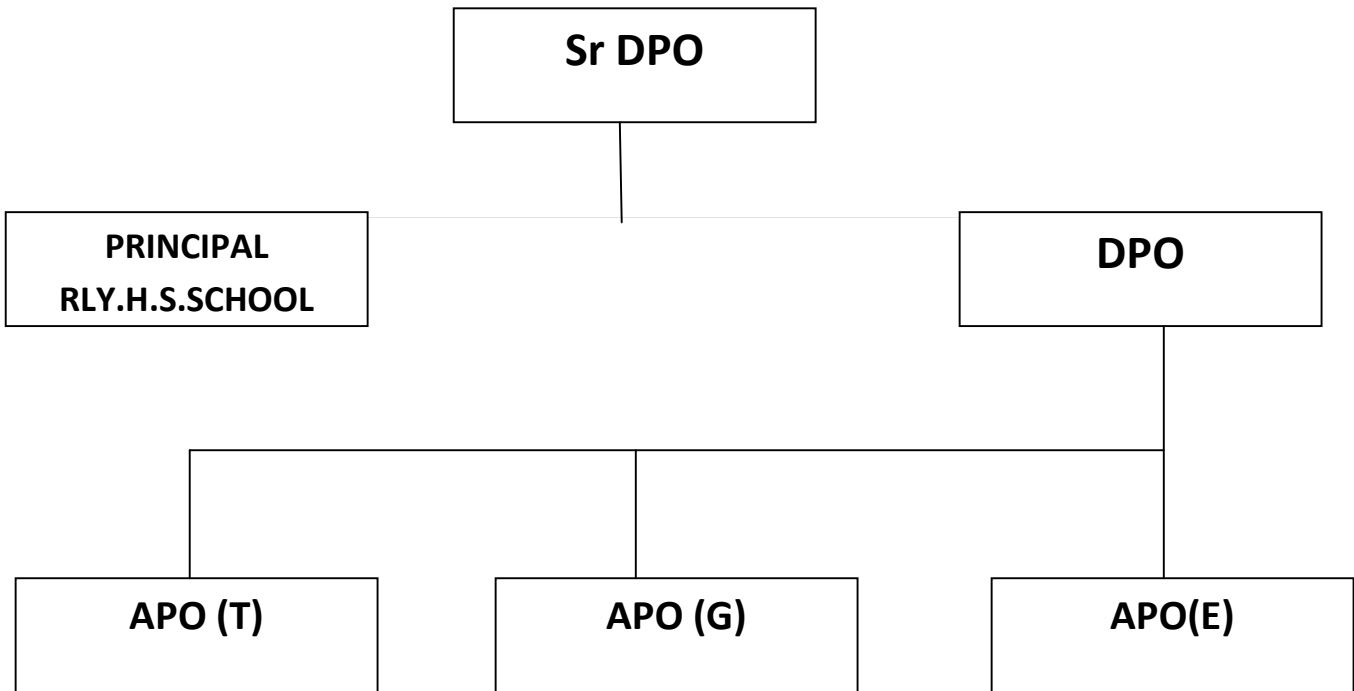 Sr DPO
PRINCIPAL
RLY.H.S.SCHOOL
DPO
APO (T)
APO (G)
APO(E)